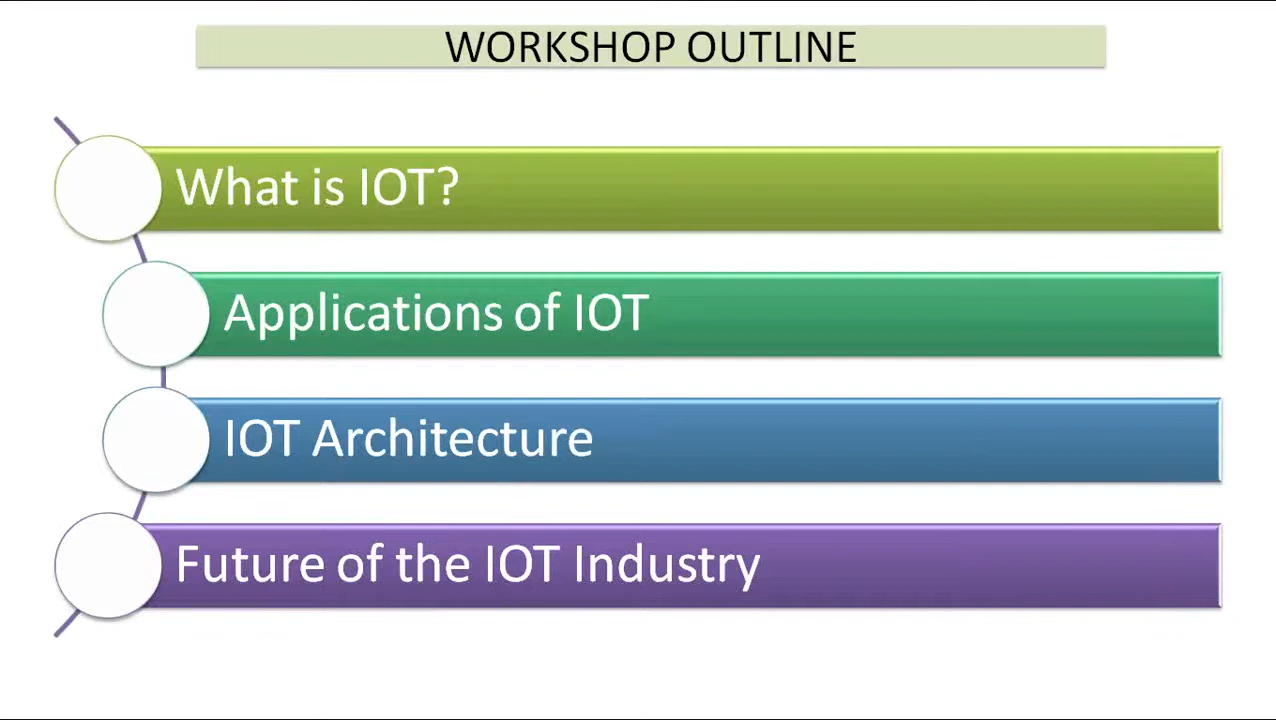 WORKSHOP OUTLINE
What is IOT?
Applications of IOT
IOT Architecture
Future of the IOT Industry